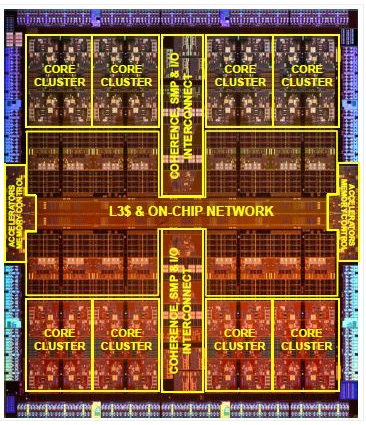 CORE
CLUSTER
CORE
CLUSTER
COHERENCE, SMP & I/O
INTERCONNECT
CORE
CLUSTER
CORE
CLUSTER
ACCELERATORS
MEMORY CONTROL
L3$ & ON-CHIP NETWORK
ACCELERATORS
MEMORY CONTROL
CORE
CLUSTER
CORE
CLUSTER
COHERENCE, SMP & I/O
INTERCONNECT
CORE
CLUSTER
CORE
CLUSTER